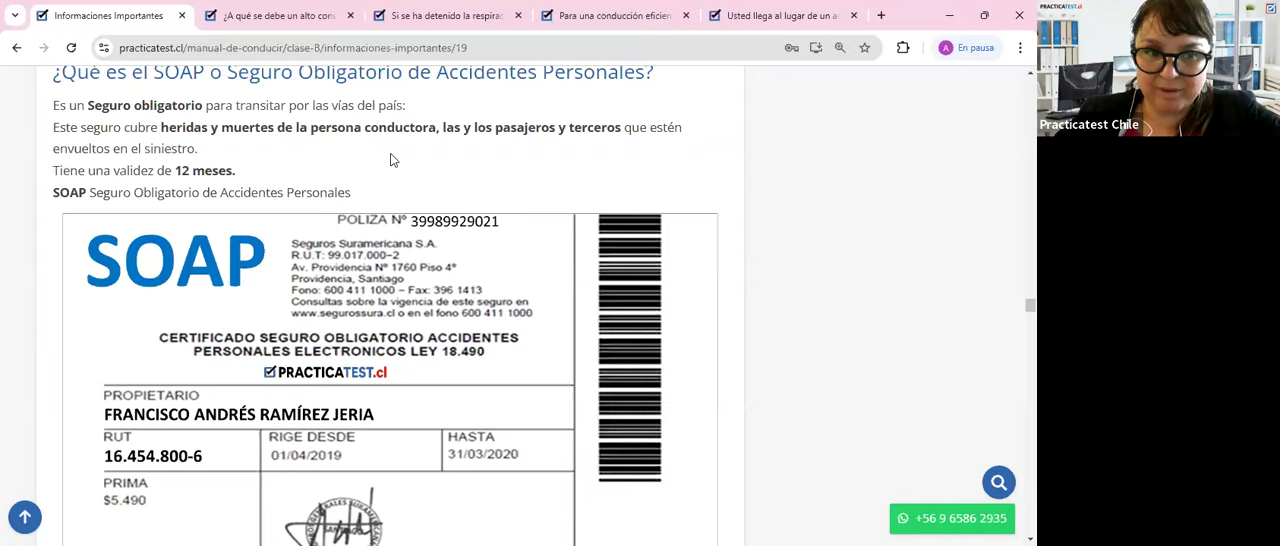 Informaciones Importantes
¿A qué se debe un alto cons
Si se ha detenido la respirac
Para una conducción eficien
Usted llega al lugar de un ac
practicatest.cl/manual-de-conducir/clase-B/informaciones-importantes/19
A En pausa
PRACTICATEST.cl
Practicatest Chile
¿Qué es el SOAP o Seguro Obligatorio de Accidentes Personales?
Es un Seguro obligatorio para transitar por las vías del país:
Este seguro cubre heridas y muertes de la persona conductora, las y los pasajeros y terceros que estén
envueltos en el siniestro.
Tiene una validez de 12 meses.
SOAP Seguro Obligatorio de Accidentes Personales
POLIZA Nº 39989929021
SOAP
Seguros Suramericana S.A.
R.U.T: 99.017.000-2
Av. Providencia Nº 1760 Piso 4º
Providencia, Santiago
Fono: 600 411 1000 – Fax: 396 1413
Consultas sobre la vigencia de este seguro en
www.segurossura.cl o en el fono 600 411 1000
CERTIFICADO SEGURO OBLIGATORIO ACCIDENTES
PERSONALES ELECTRONICOS LEY 18.490
PRACTICATEST.cl
PROPIETARIO
FRANCISCO ANDRÉS RAMÍREZ JERIA
RUT RIGE DESDE HASTA
16.454.800-6 01/04/2019 31/03/2020
PRIMA
$5.490
+56 9 6586 2935